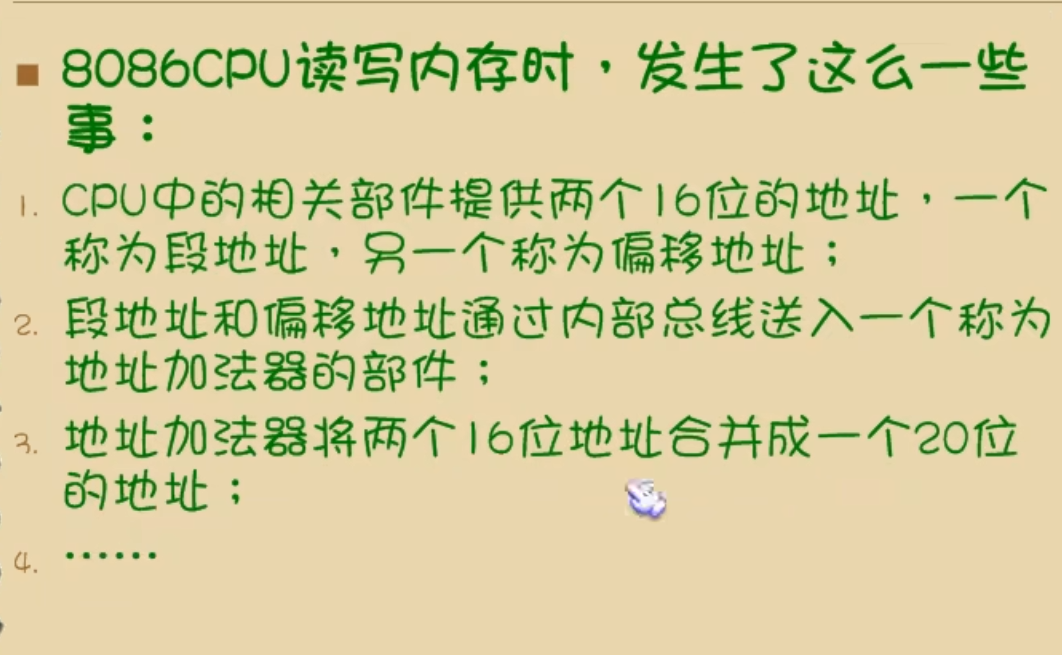 ■ 8086CPU读写内存时，发生了这么一些
事：
1. CPU中的相关部件提供两个16位的地址，一个
称为段地址，另一个称为偏移地址；
2. 段地址和偏移地址通过内部总线送入一个称为
地址加法器的部件；
3. 地址加法器将两个16位地址合并成一个20位
的地址；
4. ……